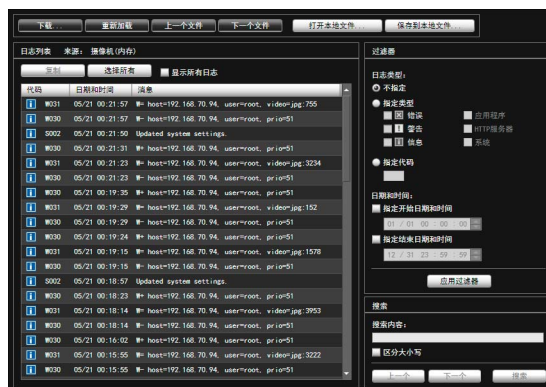 下载... 重新加载 上一个文件 下一个文件 打开本地文件... 保存到本地文件...
日志列表 来源: 摄像机(内存)
复制 选择所有 显示所有日志
代码 日期和时间 消息
W031 05/21 00:21:57 W- host=192.168.70.94, user=root, video=jpg:755
W030 05/21 00:21:57 W+ host=192.168.70.94, user=root, prio=51
S002 05/21 00:21:50 Updated system settings.
W030 05/21 00:21:31 W+ host=192.168.70.94, user=root, prio=51
W031 05/21 00:21:23 W- host=192.168.70.94, user=root, video=jpg:3234
W030 05/21 00:21:23 W- host=192.168.70.94, user=root, prio=51
W030 05/21 00:19:35 W+ host=192.168.70.94, user=root, prio=51
W031 05/21 00:19:29 W- host=192.168.70.94, user=root, video=jpg:152
W030 05/21 00:19:29 W- host=192.168.70.94, user=root, prio=51
W030 05/21 00:19:24 W+ host=192.168.70.94, user=root, prio=51
W031 05/21 00:19:15 W- host=192.168.70.94, user=root, video=jpg:1578
W030 05/21 00:19:15 W- host=192.168.70.94, user=root, prio=51
S002 05/21 00:18:57 Updated system settings.
W030 05/21 00:18:23 W+ host=192.168.70.94, user=root, prio=51
W031 05/21 00:18:14 W- host=192.168.70.94, user=root, video=jpg:3953
W030 05/21 00:18:14 W- host=192.168.70.94, user=root, prio=51
W030 05/21 00:16:02 W+ host=192.168.70.94, user=root, prio=51
W031 05/21 00:15:55 W- host=192.168.70.94, user=root, video=jpg:3222
W030 05/21 00:15:55 W- host=192.168.70.94, user=root, prio=51
过滤器
日志类型:
不指定
指定类型
错误 应用程序
警告 HTTP服务器
信息 系统
指定代码
日期和时间:
指定开始日期和时间
01 / 01 00 : 00 : 00
指定结束日期和时间
12 / 31 23 : 59 : 59
应用过滤器
搜索
搜索内容:
区分大小写
上一个 下一个 搜索